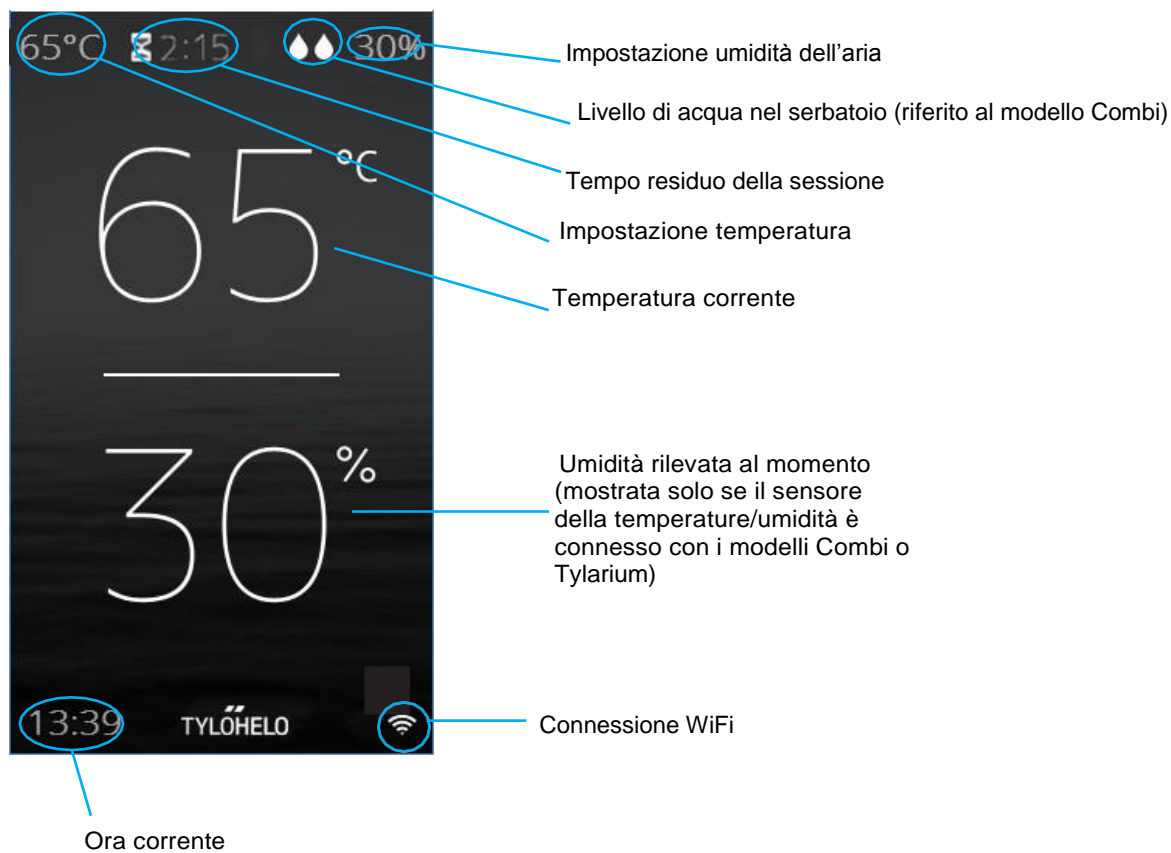 65°C 2:15 30%
Impostazione umidità dell'aria
Livello di acqua nel serbatoio (riferito al modello Combi)
Tempo residuo della sessione
Impostazione temperatura
65°C
Temperatura corrente
30%
Umidità rilevata al momento
(mostrata solo se il sensore
della temperature/umidità è
connesso con i modelli Combi o
Tylarium)
13:39 TYLÖHELO
Connessione WiFi
Ora corrente